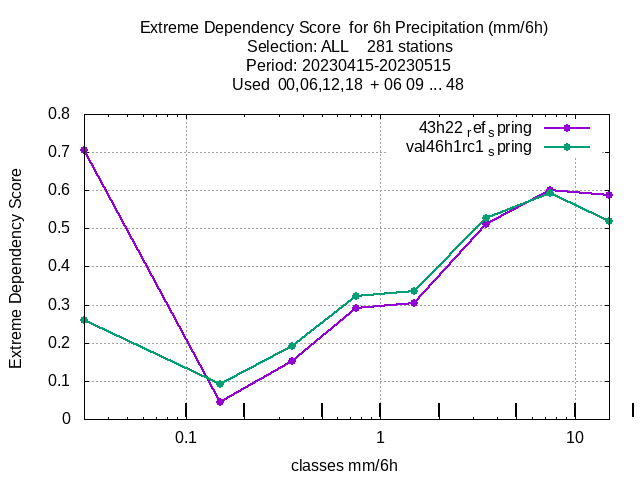 Extreme Dependency Score  for 6h Precipitation (mm/6h)
Selection: ALL    281 stations
Period: 20230415-20230515
Used  00,06,12,18  + 06 09 ... 48
43h22 ref spring
val46h1rc1 spring
Extreme Dependency Score
0.8
0.7
0.6
0.5
0.4
0.3
0.2
0.1
0
0.1 1 10
classes mm/6h